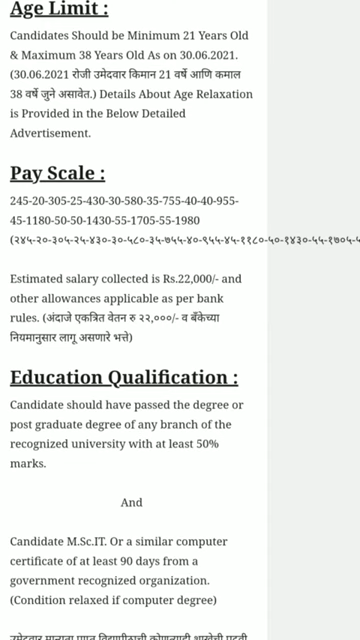 Age Limit :
Candidates Should be Minimum 21 Years Old
& Maximum 38 Years Old As on 30.06.2021.
(30.06.2021 रोजी उमेदवार किमान 21 वर्षे आणि कमाल
38 वर्षे जुने असावेत.) Details About Age Relaxation
is Provided in the Below Detailed
Advertisement.
Pay Scale :
245-20-305-25-430-30-580-35-755-40-40-955-
45-1180-50-50-1430-55-1705-55-1980
(२४५-२०-३०५-२५-४३०-३०-५८०-३५-७५५-४०-९५५-४५-११८०-५०-१४३०-५५-१७०५-५
Estimated salary collected is Rs.22,000/- and
other allowances applicable as per bank
rules. (अंदाजे एकत्रित वेतन रु २२,०००/- व बँकेच्या
नियमानुसार लागू असणारे भत्ते)
Education Qualification :
Candidate should have passed the degree or
post graduate degree of any branch of the
recognized university with at least 50%
marks.
And
Candidate M.Sc.IT. Or a similar computer
certificate of at least 90 days from a
government recognized organization.
(Condition relaxed if computer degree)
उमेदवार मान्यता प्राप्त विद्यापीठाची कोणत्याही शाखेची पदवी